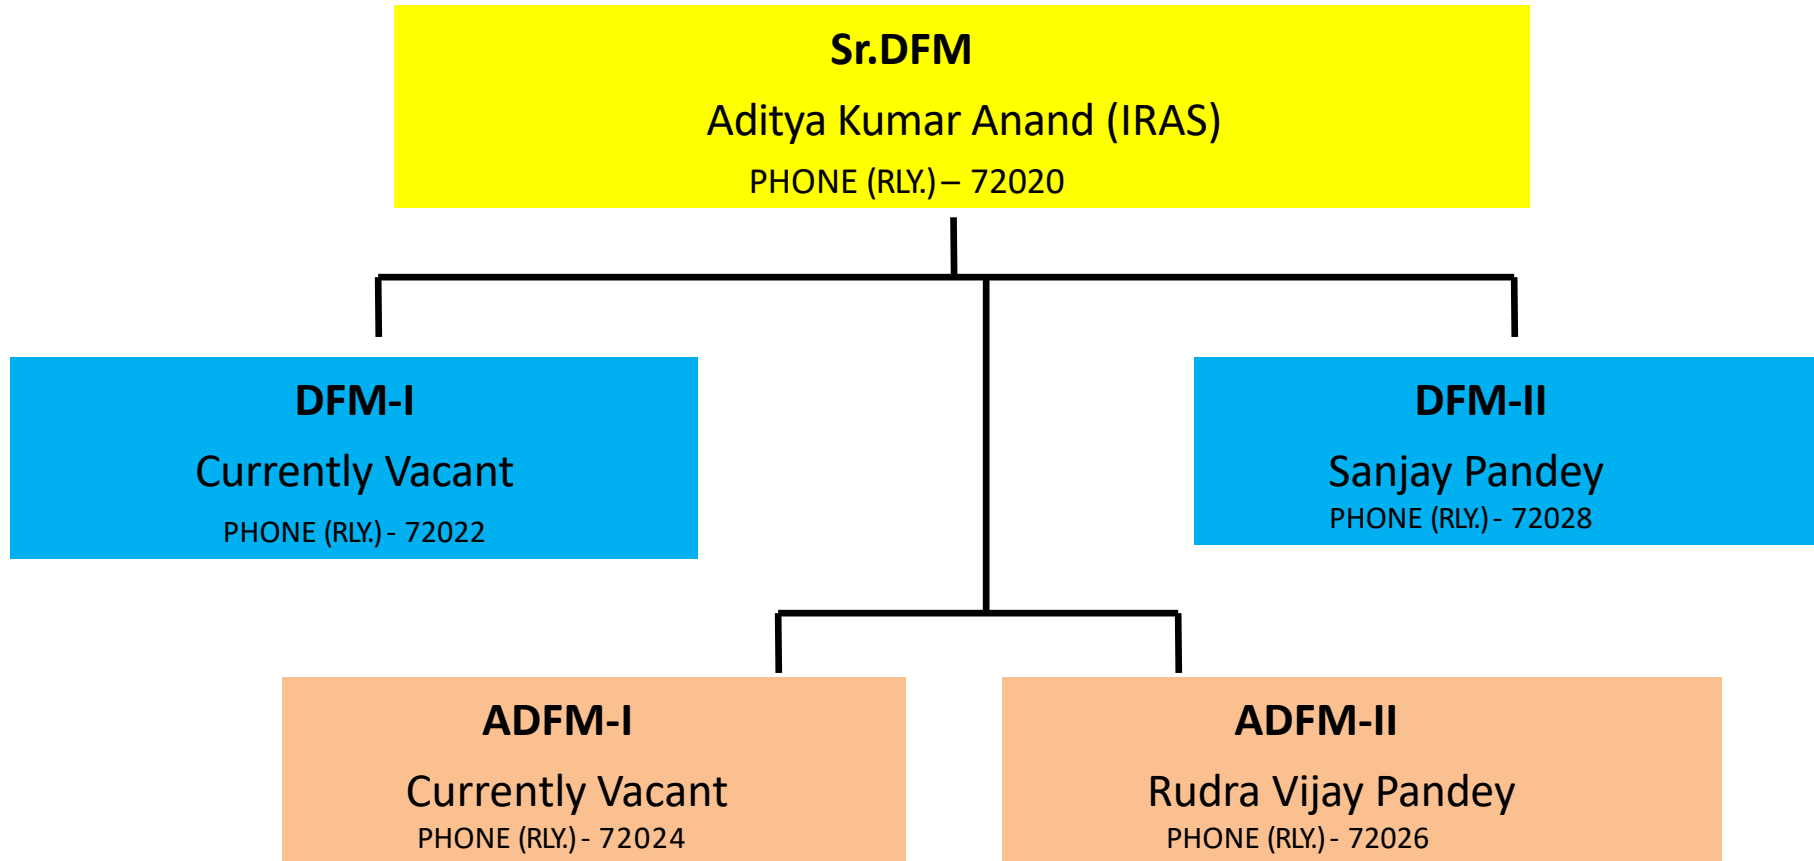 Sr.DFM
Aditya Kumar Anand (IRAS)
PHONE (RLY.) – 72020
DFM-I
Currently Vacant
PHONE (RLY.) - 72022
DFM-II
Sanjay Pandey
PHONE (RLY.) - 72028
ADFM-I
Currently Vacant
PHONE (RLY.) - 72024
ADFM-II
Rudra Vijay Pandey
PHONE (RLY.) - 72026